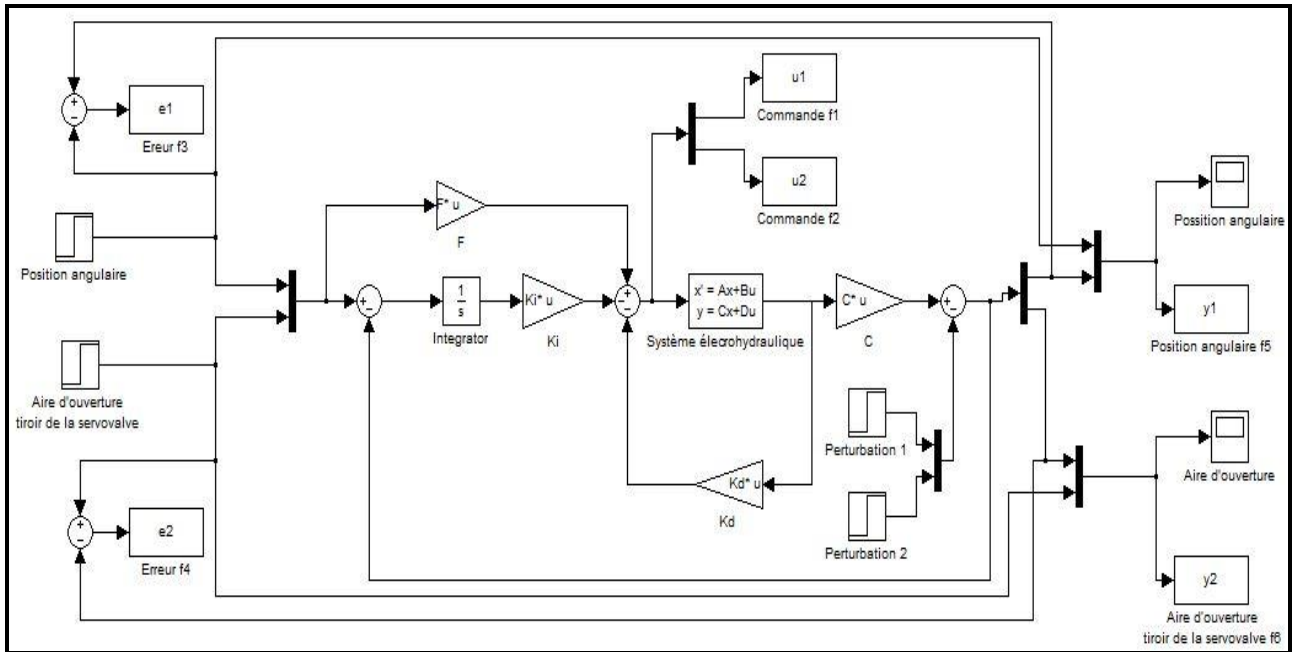 u1
Commande f1
+
−
e1
Ereur f3
u2
Commande f2
Possition angulaire
F* u
F
Position angulaire
+
−
1
s
Integrator
Ki* u
Ki
−
+
−
x' = Ax+Bu
y = Cx+Du
Système élecrohydraulique
C* u
C
+
−
y1
Position angulaire f5
Aire d'ouverture
tiroir de la servovalve
Perturbation 1
Aire d'ouverture
Kd* u
Kd
+
−
e2
Erreur f4
Perturbation 2
y2
Aire d'ouverture
tiroir de la servovalve f6